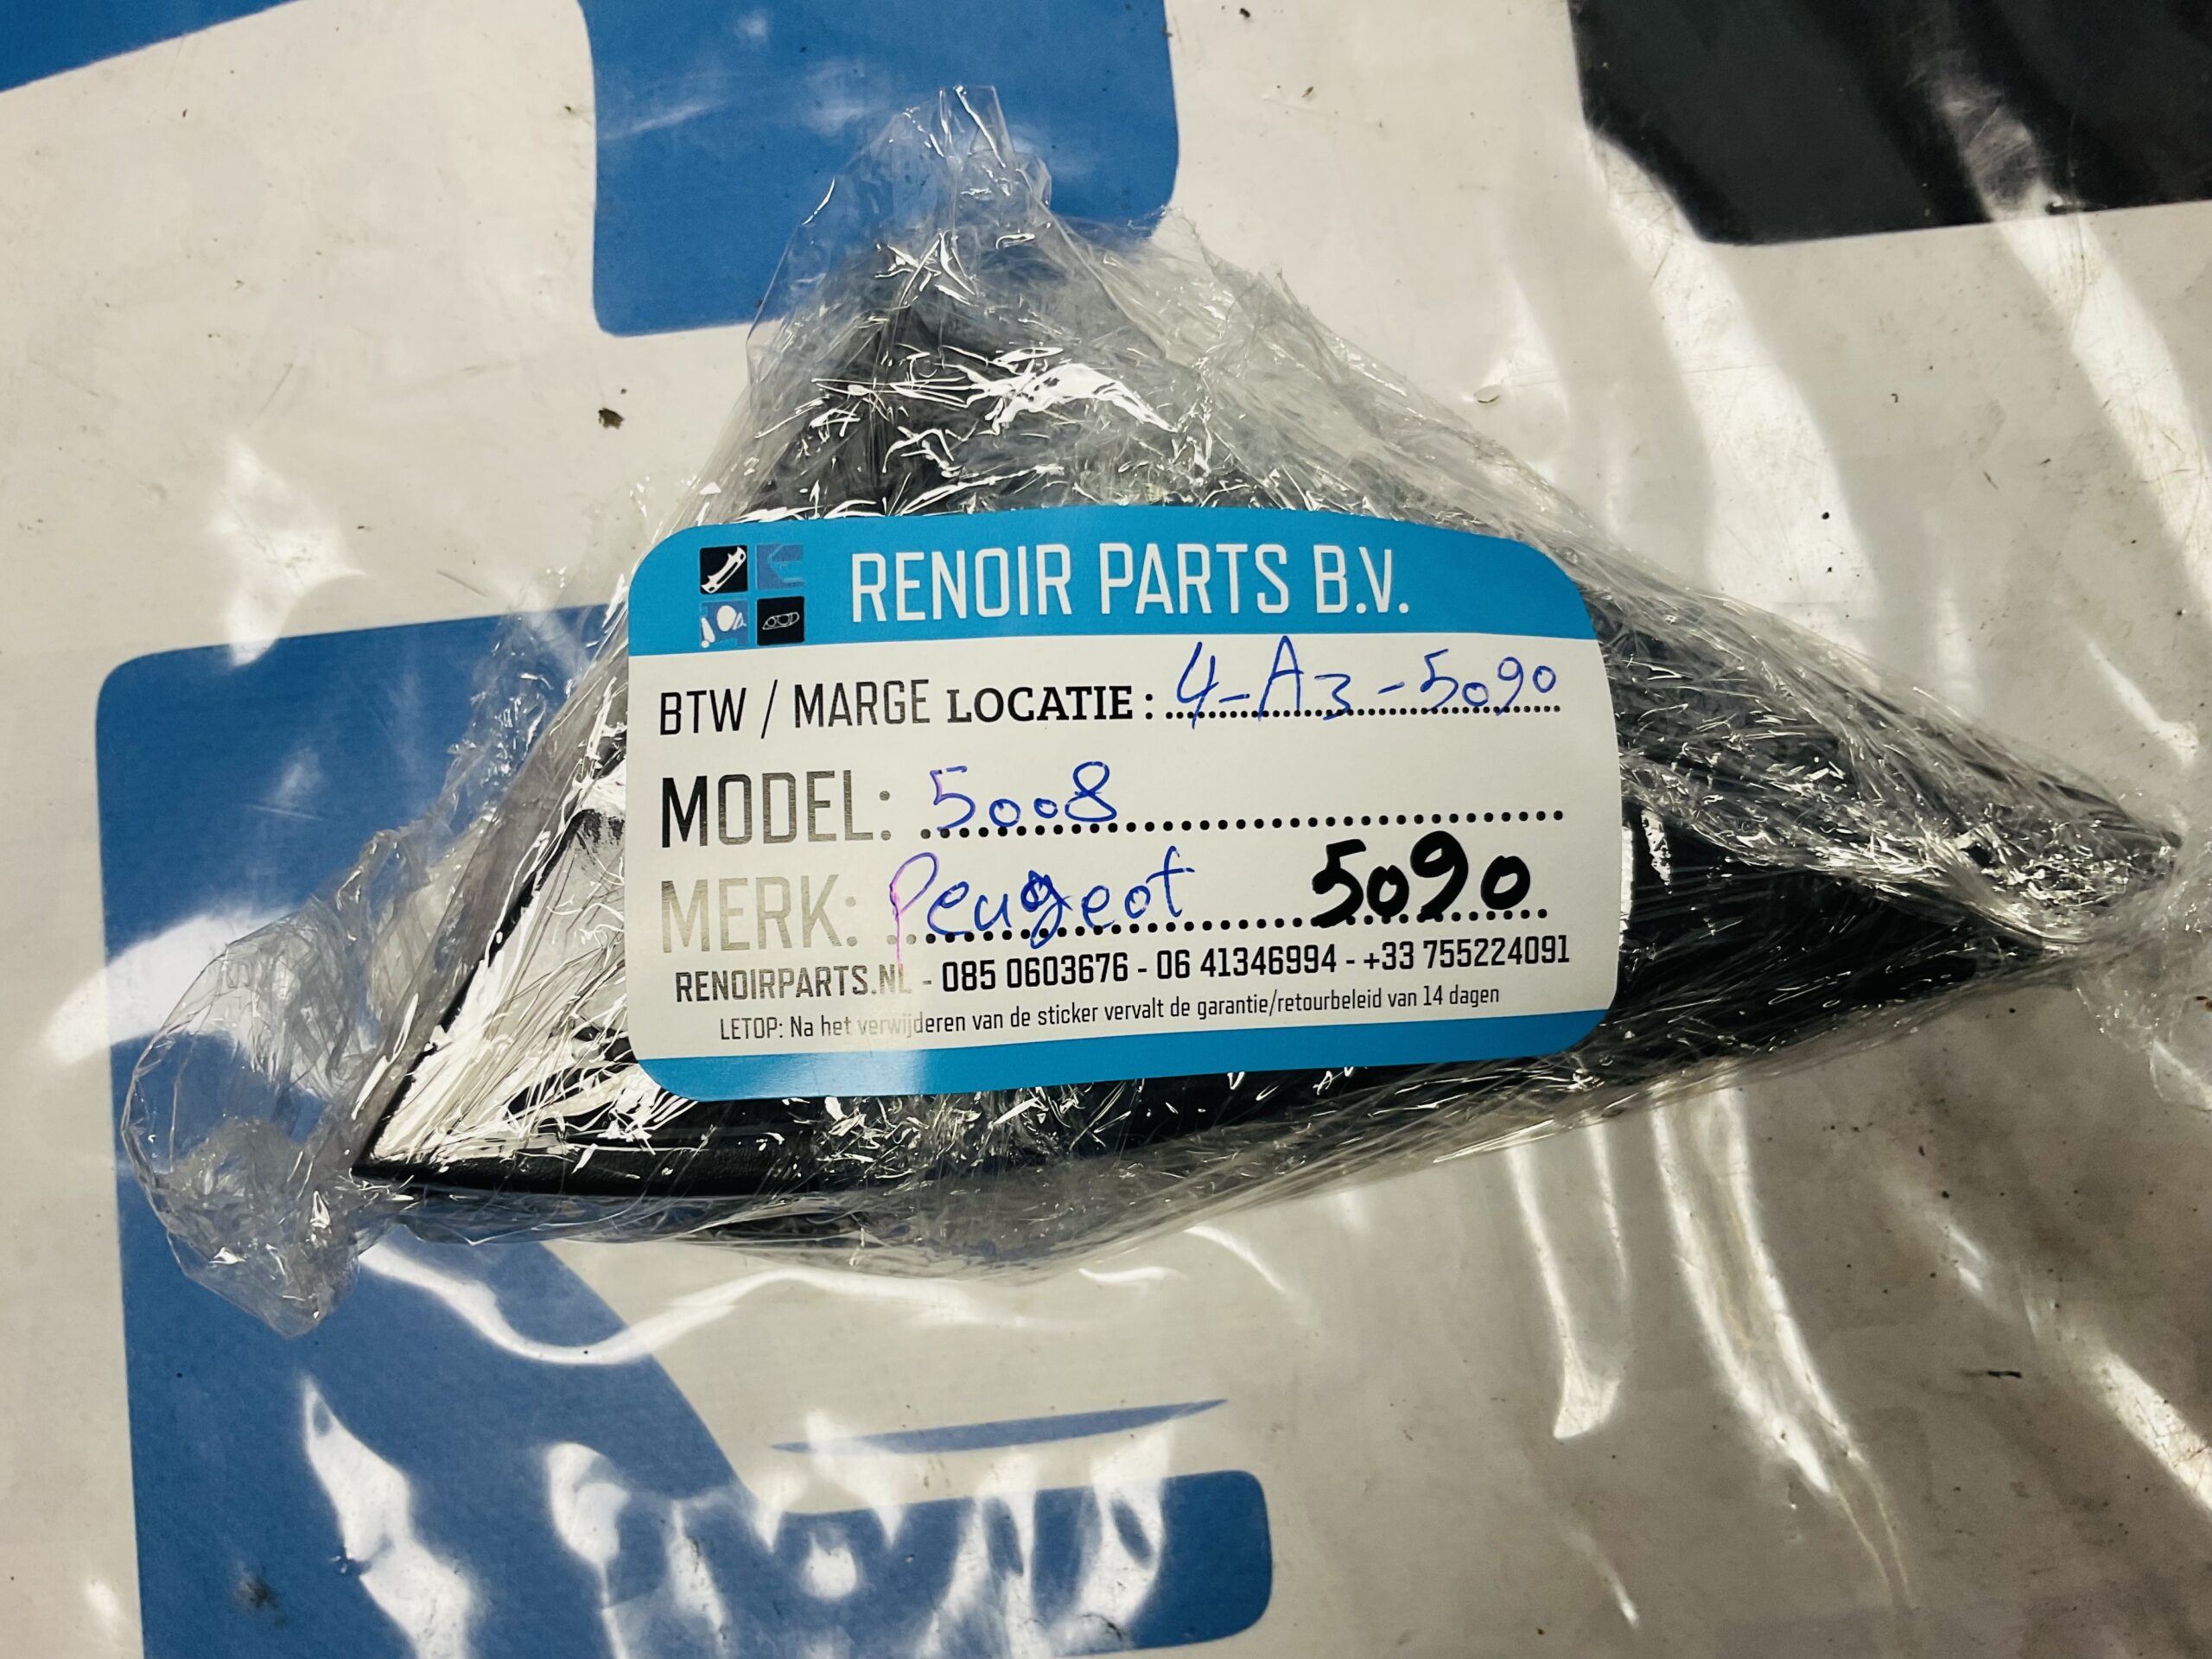 RENOIR PARTS B.V.
BTW / MARGE LOCATIE: 4-A3-5090
MODEL: 5008
MERK: Peugeot 5090
RENOIRPARTS.NL - 085 0603676 - 06 41346994 - +33 755224091
LETOP: Na het verwijderen van de sticker vervalt de garantie/retourbeleid van 14 dagen